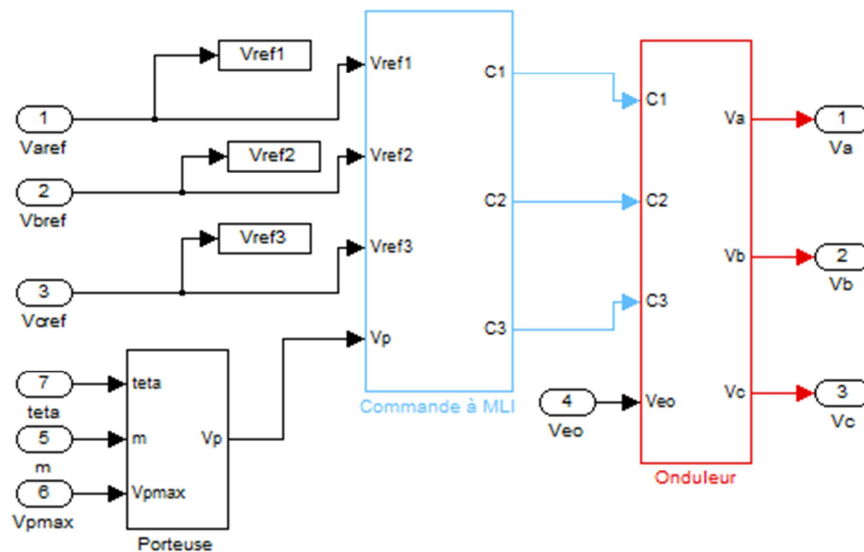 Vref1
1
Varef
Vref2
2
Vbref
Vref3
3
Vcref
Vref1
Vref2
Vref3
Vp
C1
C2
C3
Commande à MLI
7
teta
5
m
6
Vpmax
teta
m
Vpmax
Vp
Porteuse
4
Veo
C1
C2
C3
Veo
Va
Vb
Vc
Onduleur
1
Va
2
Vb
3
Vc